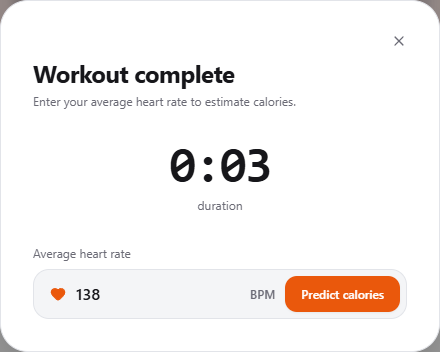 Workout complete
Enter your average heart rate to estimate calories.
0:03
duration
Average heart rate
138 BPM Predict calories